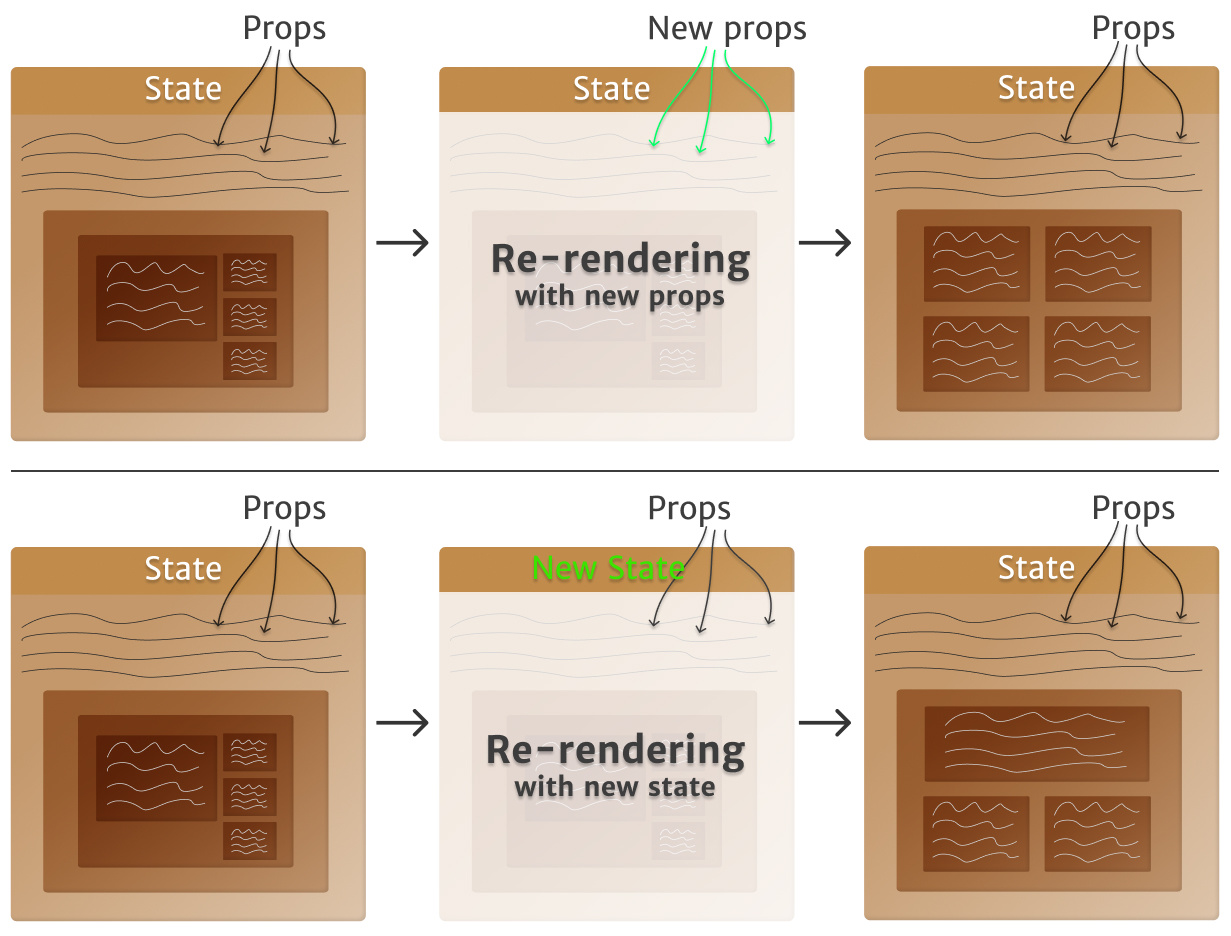 Props
New props
Props
State
State
State
Re-rendering
with new props
Props
Props
Props
State
New State
State
Re-rendering
with new state